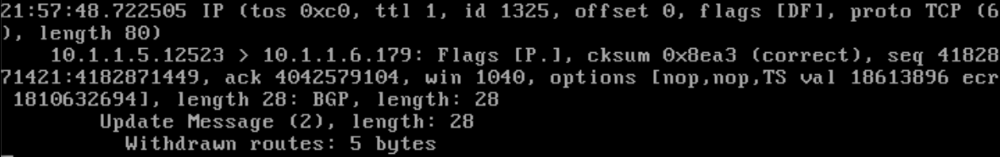 21:57:48.722505 IP (tos 0xc0, ttl 1, id 1325, offset 0, flags [DF], proto TCP (6
), length 80)
    10.1.1.5.12523 > 10.1.1.6.179: Flags [P.], cksum 0x8ea3 (correct), seq 41828
71421:4182871449, ack 4042579104, win 1040, options [nop,nop,TS val 18613896 ecr
 1810632694], length 28: BGP, length: 28
        Update Message (2), length: 28
          Withdrawn routes: 5 bytes